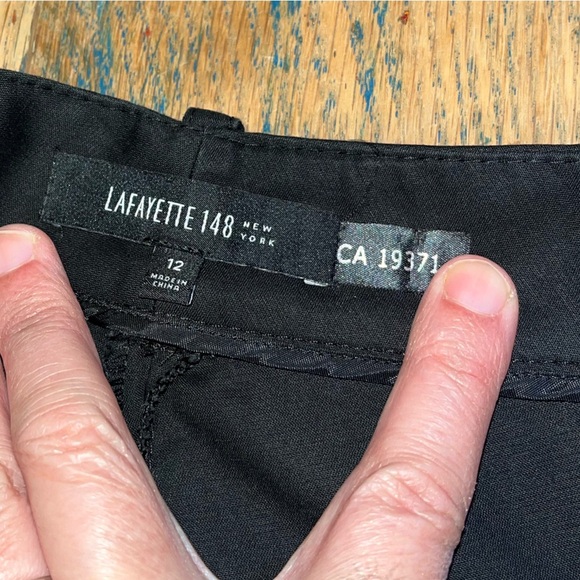 LAFAYETTE 148 NEW YORK
CA 19371
12
MADE IN
CHINA